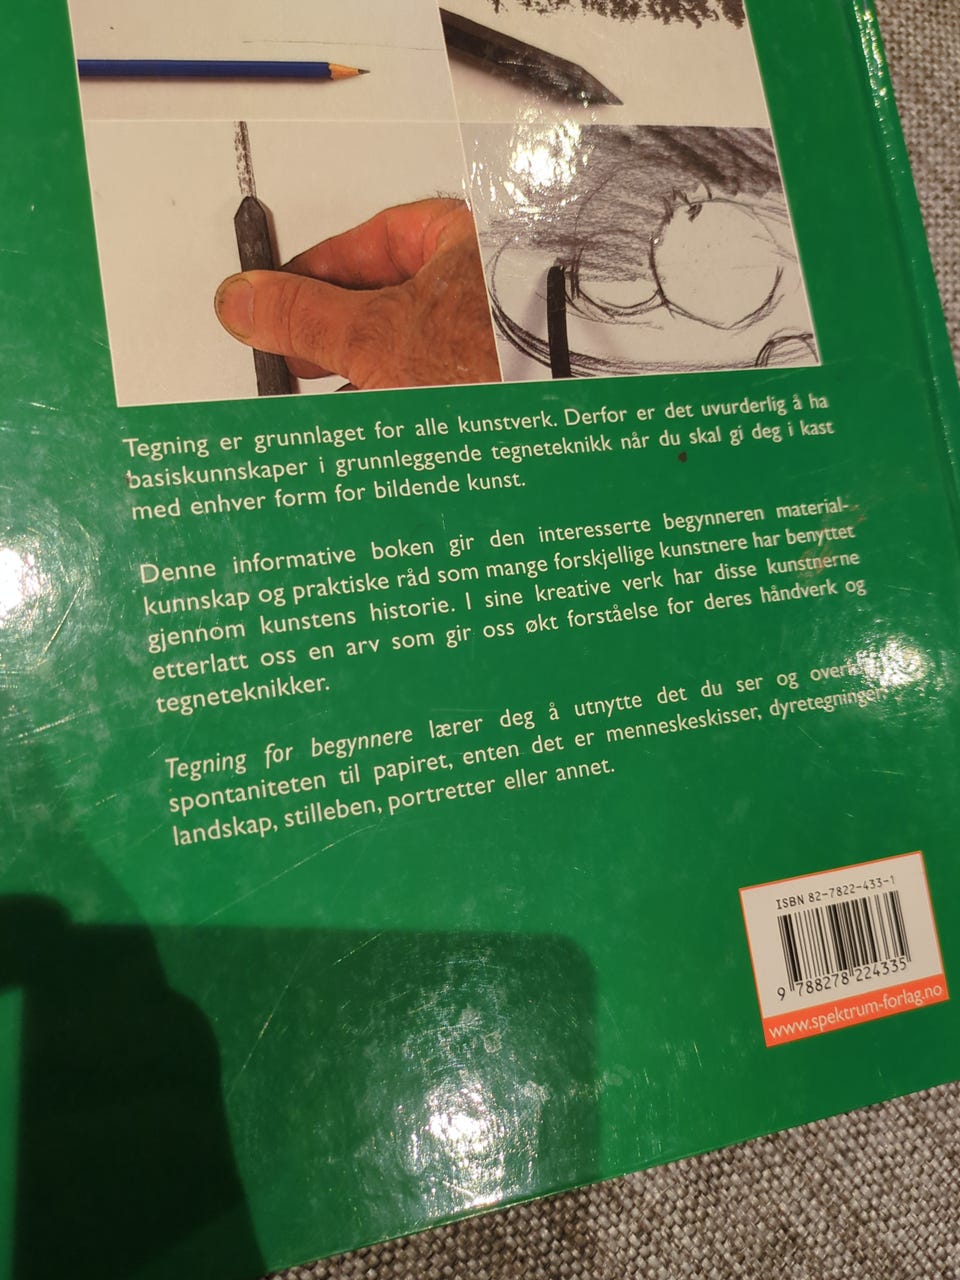 Tegning er grunnlaget for alle kunstverk. Derfor er det uvurderlig å ha
basiskunnskaper i grunnleggende tegneteknikk når du skal gi deg i kast
med enhver form for bildende kunst.
Denne informative boken gir den interesserte begynneren material-
kunnskap og praktiske råd som mange forskjellige kunstnere har benyttet
gjennom kunstens historie. I sine kreative verk har disse kunstnerne
etterlatt oss en arv som gir oss økt forståelse for deres håndverk og
tegneteknikker.
Tegning for begynnere lærer deg å utnytte det du ser og
spontaniteten til papiret, enten det er menneskeskisser, dyretegninger,
landskap, stilleben, portretter eller annet.
ISBN 82-7822-433-1
9 788278 224335
www.spektrum-forlag.no